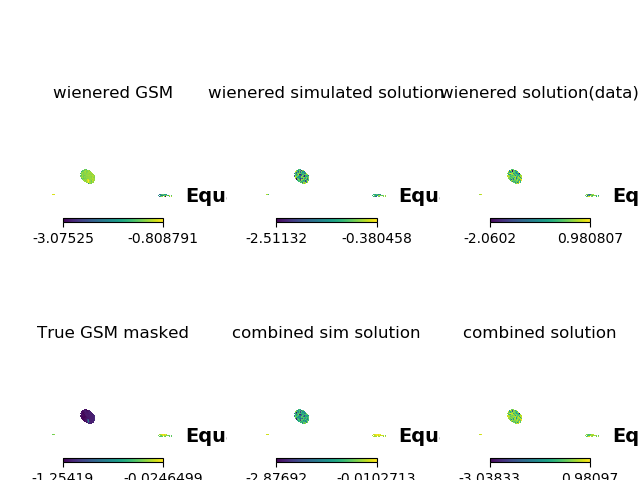 wienered GSM
wienered simulated solution
wienered solution(data)
Equ
Equ
Eq
-3.07525
-0.808791
-2.51132
-0.380458
-2.0602
0.980807
True GSM masked
combined sim solution
combined solution
Equ
Equ
Eq
-1.25419
-0.0246499
-2.87692
-0.0102713
-3.03833
0.98097